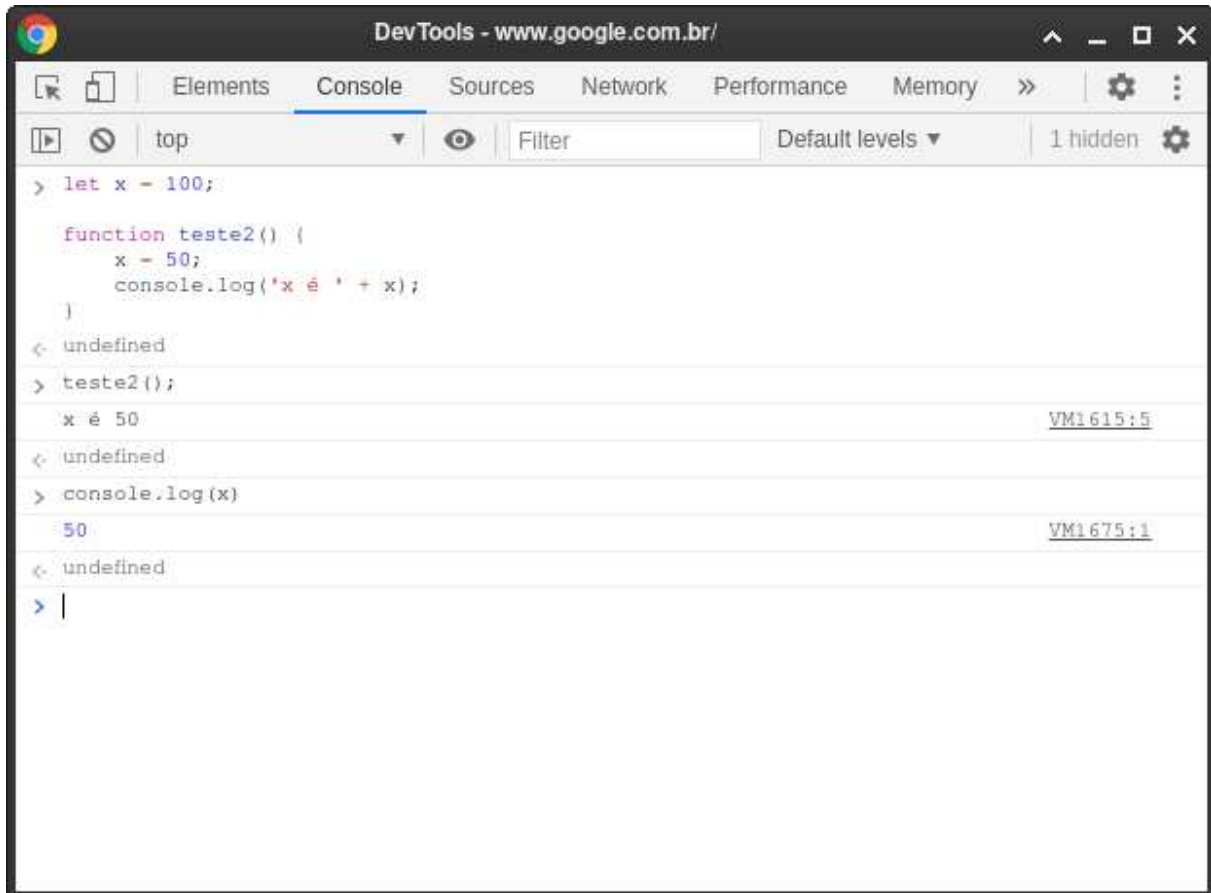 DevTools - www.google.com.br/
Elements Console Sources Network Performance Memory »
top Filter Default levels ▼ 1 hidden
> let x = 100;
function teste2() {
x = 50;
console.log('x é ' + x);
}
undefined
> teste2();
x é 50 VM1615:5
undefined
> console.log(x)
50 VM1675:1
undefined
>